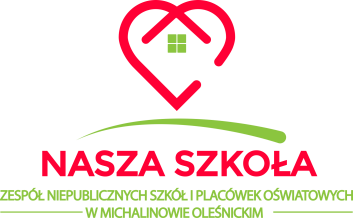 NASZA SZKOŁA
ZESPÓŁ NIEPUBLICZNYCH SZKÓŁ I PLACÓWEK OŚWIATOWYCH
W MICHALINOWIE OLEŚNICKIM